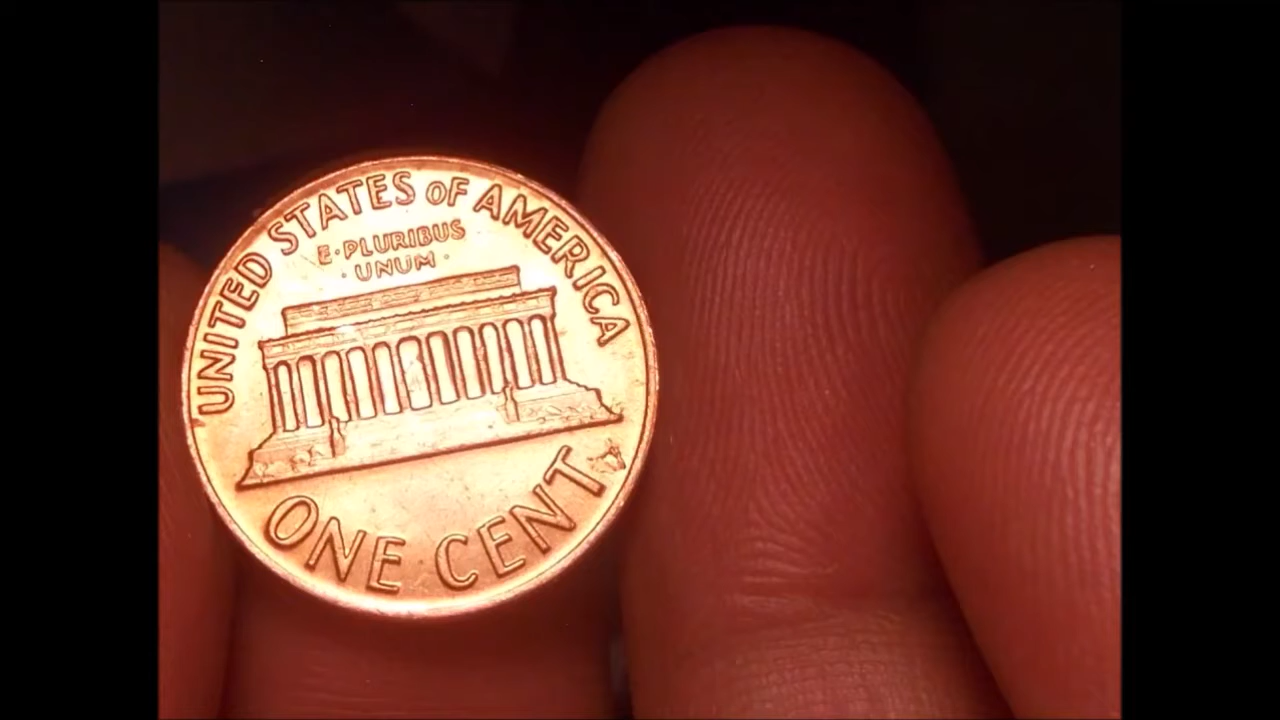 UNITED STATES OF AMERICA
E·PLURIBUS
·UNUM·
ONE CENT